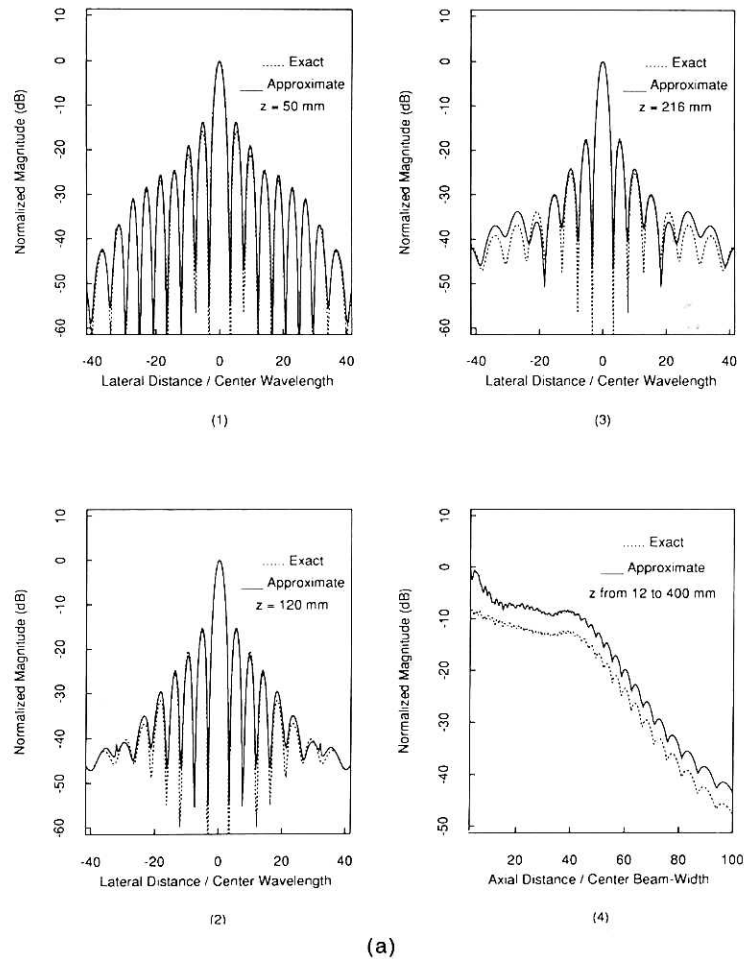 10
0
-10
-20
-30
-40
-50
-60
Normalized Magnitude (dB)
Exact
Approximate
z = 50 mm
-40 -20 0 20 40
Lateral Distance / Center Wavelength
(1)
10
0
-10
-20
-30
-40
-50
-60
Normalized Magnitude (dB)
Exact
Approximate
z = 216 mm
-40 -20 0 20 40
Lateral Distance / Center Wavelength
(3)
10
0
-10
-20
-30
-40
-50
-60
Normalized Magnitude (dB)
Exact
Approximate
z = 120 mm
-40 -20 0 20 40
Lateral Distance / Center Wavelength
(2)
10
0
-10
-20
-30
-40
-50
Normalized Magnitude (dB)
Exact
Approximate
z from 12 to 400 mm
20 40 60 80 100
Axial Distance / Center Beam-Width
(4)
(a)